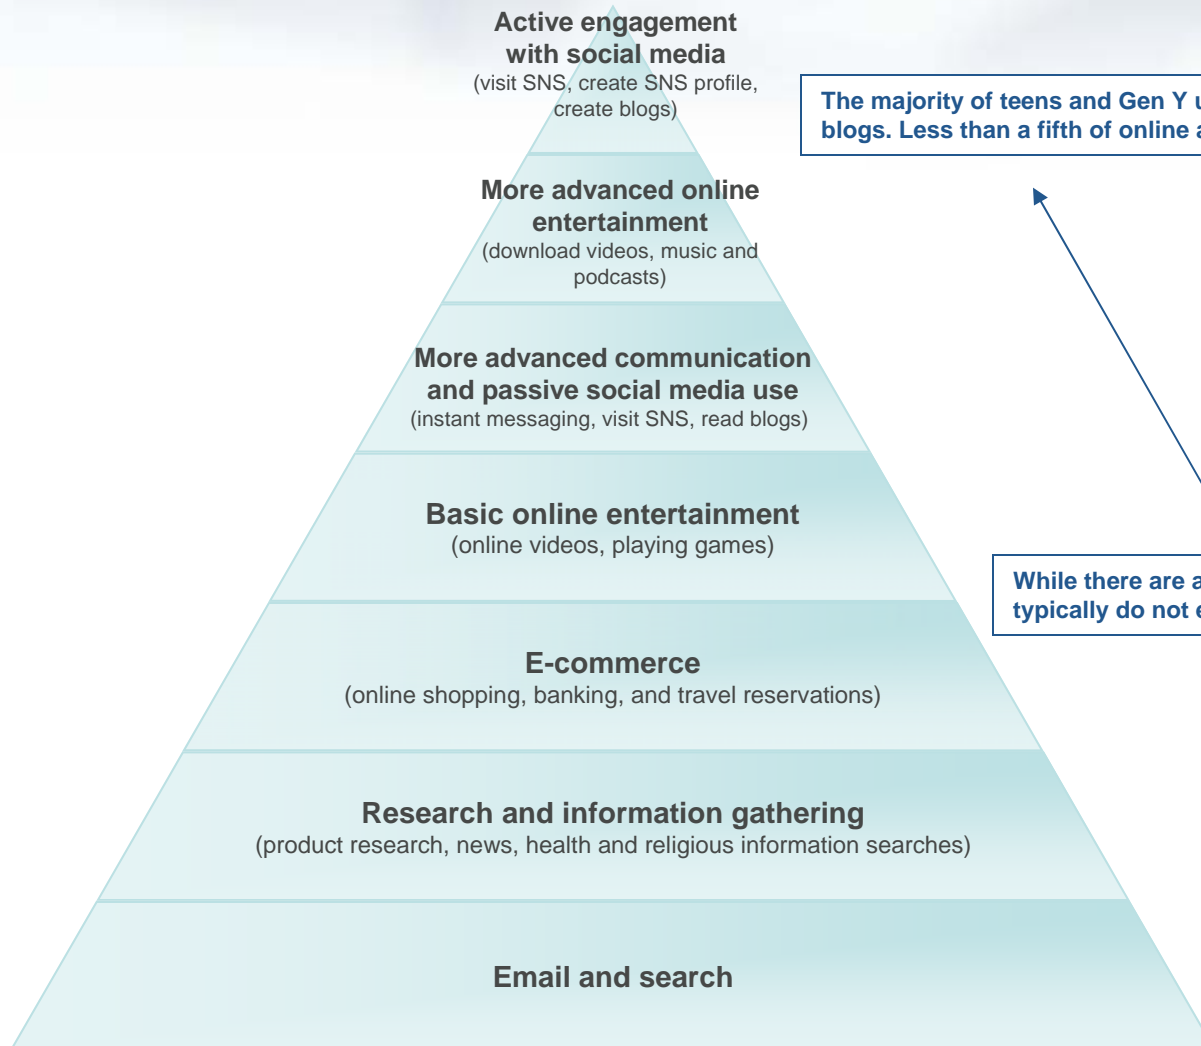 Active engagement
with social media
(visit SNS, create SNS profile,
create blogs)
The majority of teens and Gen Y
blogs. Less than a fifth of online
More advanced online
entertainment
(download videos, music and
podcasts)
More advanced communication
and passive social media use
(instant messaging, visit SNS, read blogs)
Basic online entertainment
(online videos, playing games)
While there are
typically do not
E-commerce
(online shopping, banking, and travel reservations)
Research and information gathering
(product research, news, health and religious information searches)
Email and search